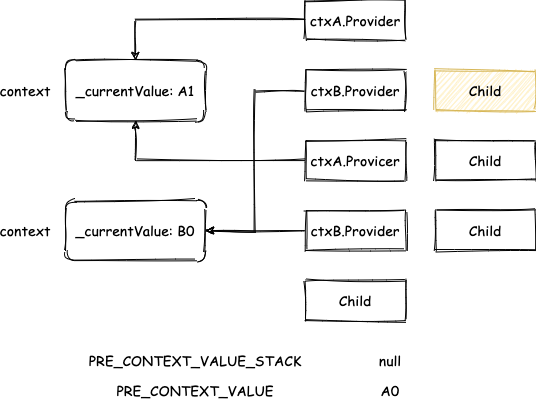 ctxA.Provider
context
_currentValue: A1
ctxB.Provider
Child
ctxA.Provicer
Child
context
_currentValue: B0
ctxB.Provider
Child
Child
PRE_CONTEXT_VALUE_STACK null
PRE_CONTEXT_VALUE A0